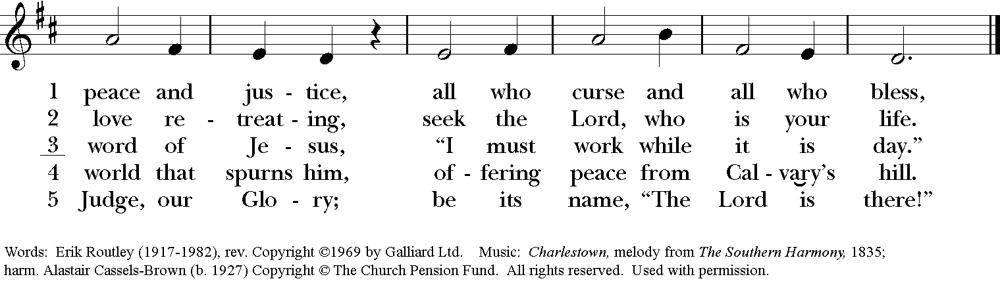 1 peace and jus - tice, all who curse and all who bless,
2 love re - treat - ing, seek the Lord, who is your life.
3 word of Je - sus, “I must work while it is day.”
4 world that spurns him, of - fering peace from Cal - vary’s hill.
5 Judge, our Glo - ry; be its name, “The Lord is there!”
Words: Erik Routley (1917-1982), rev. Copyright ©1969 by Galliard Ltd. Music: Charlestown, melody from The Southern Harmony, 1835;
harm. Alastair Cassels-Brown (b. 1927) Copyright © The Church Pension Fund. All rights reserved. Used with permission.